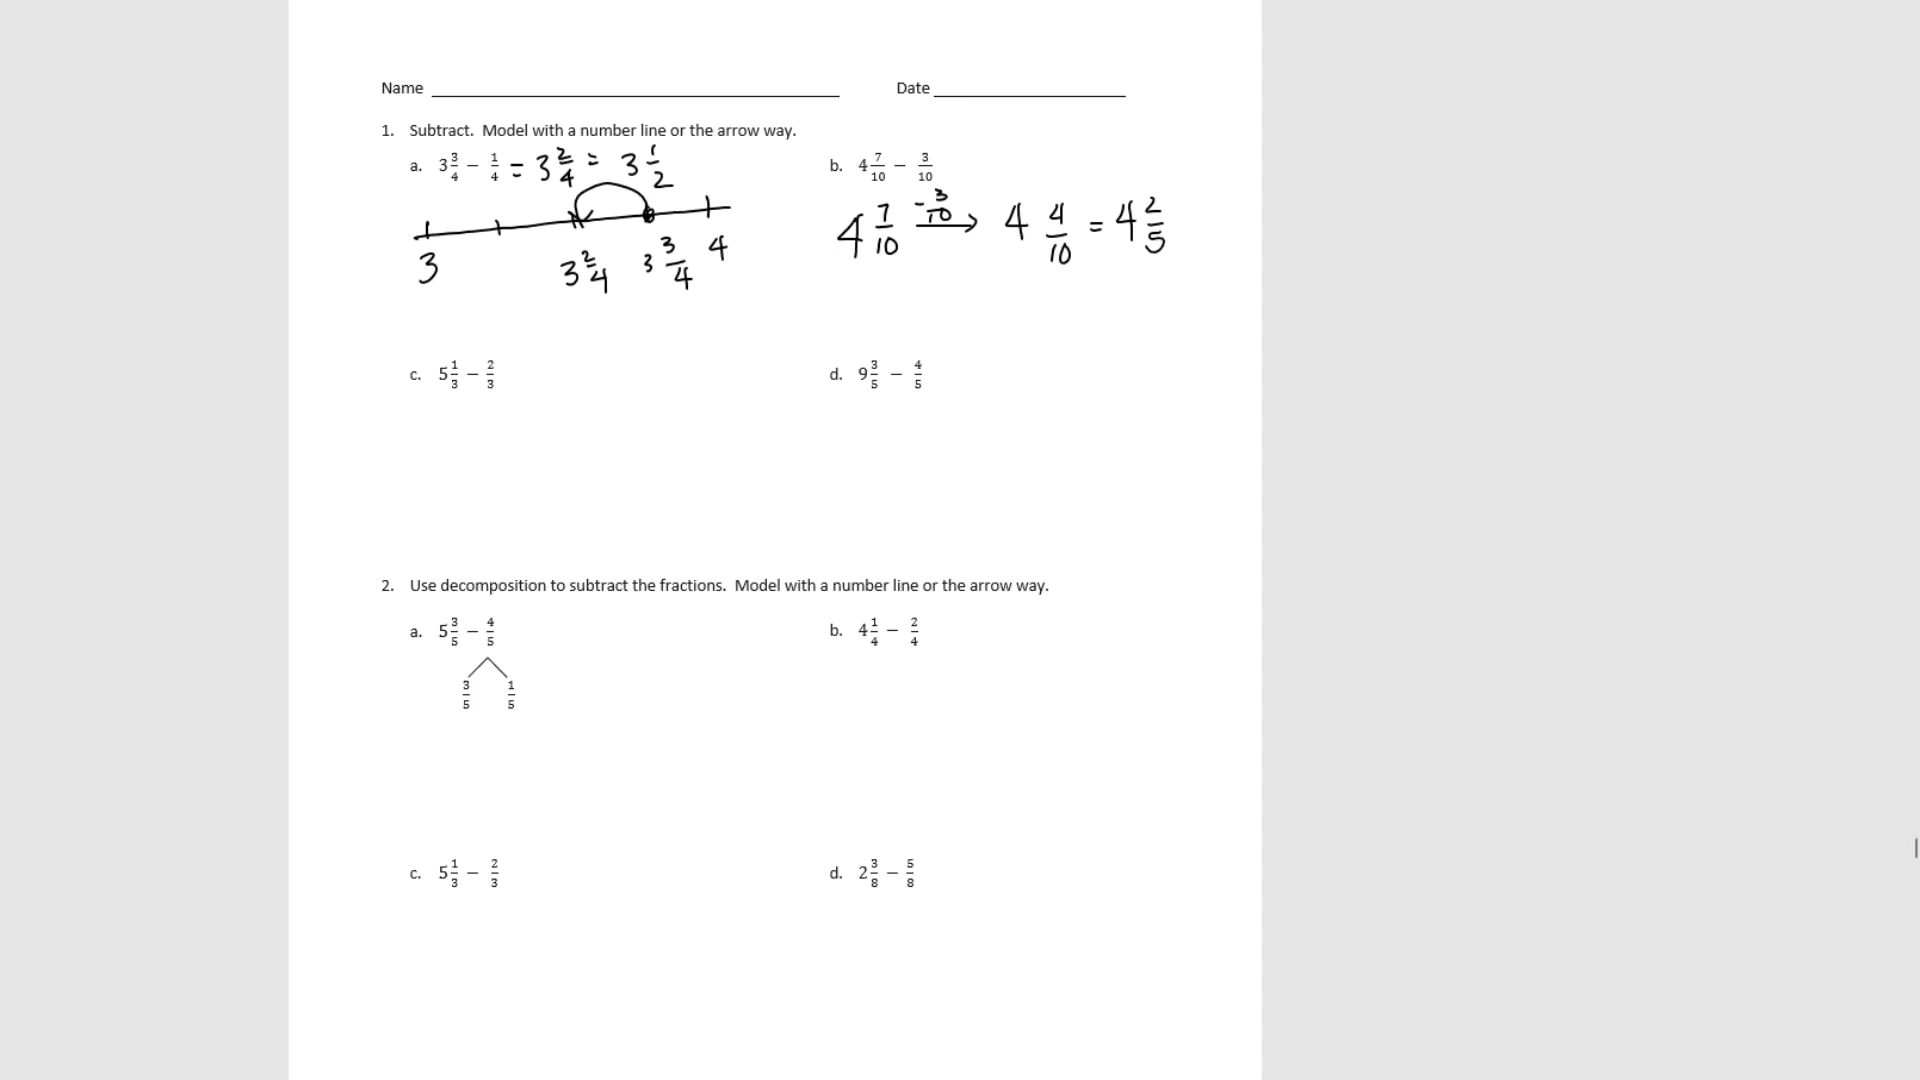 Name ____________ Date ____________
1. Subtract. Model with a number line or the arrow way.
a. 3 3/4 − 1/4 = 3 2/4 = 3 1/2
3 3 2/4 3 3/4 4
b. 4 7/10 − 3/10
4 7/10 -3/10→ 4 4/10 = 4 2/5
c. 5 1/3 − 2/3
d. 9 3/5 − 4/5
2. Use decomposition to subtract the fractions. Model with a number line or the arrow way.
a. 5 3/5 − 4/5
3/5 1/5
b. 4 1/4 − 2/4
c. 5 1/3 − 2/3
d. 2 3/8 − 5/8